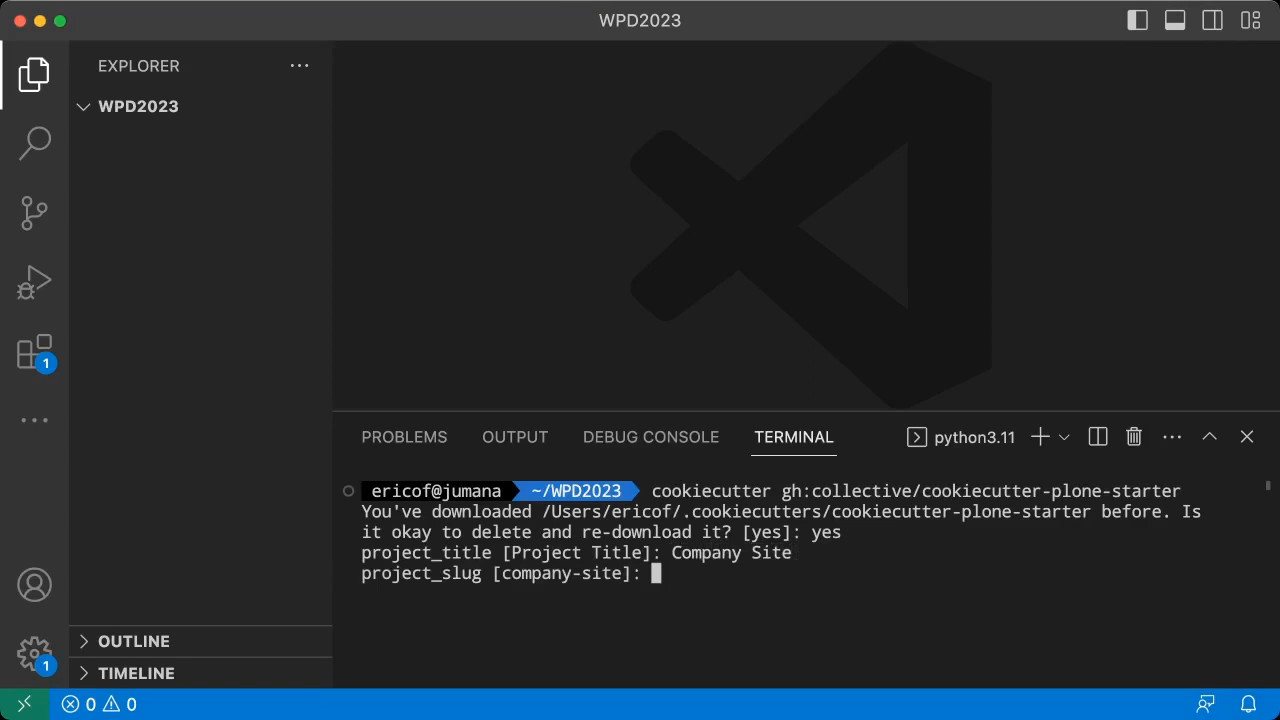 WPD2023
EXPLORER
WPD2023
1
OUTLINE
TIMELINE
1
PROBLEMS
OUTPUT
DEBUG CONSOLE
TERMINAL
python3.11
ericof@jumana ~/WPD2023 cookiecutter gh:collective/cookiecutter-plone-starter
You've downloaded /Users/ericof/.cookiecutters/cookiecutter-plone-starter before. Is
it okay to delete and re-download it? [yes]: yes
project_title [Project Title]: Company Site
project_slug [company-site]:
0 0